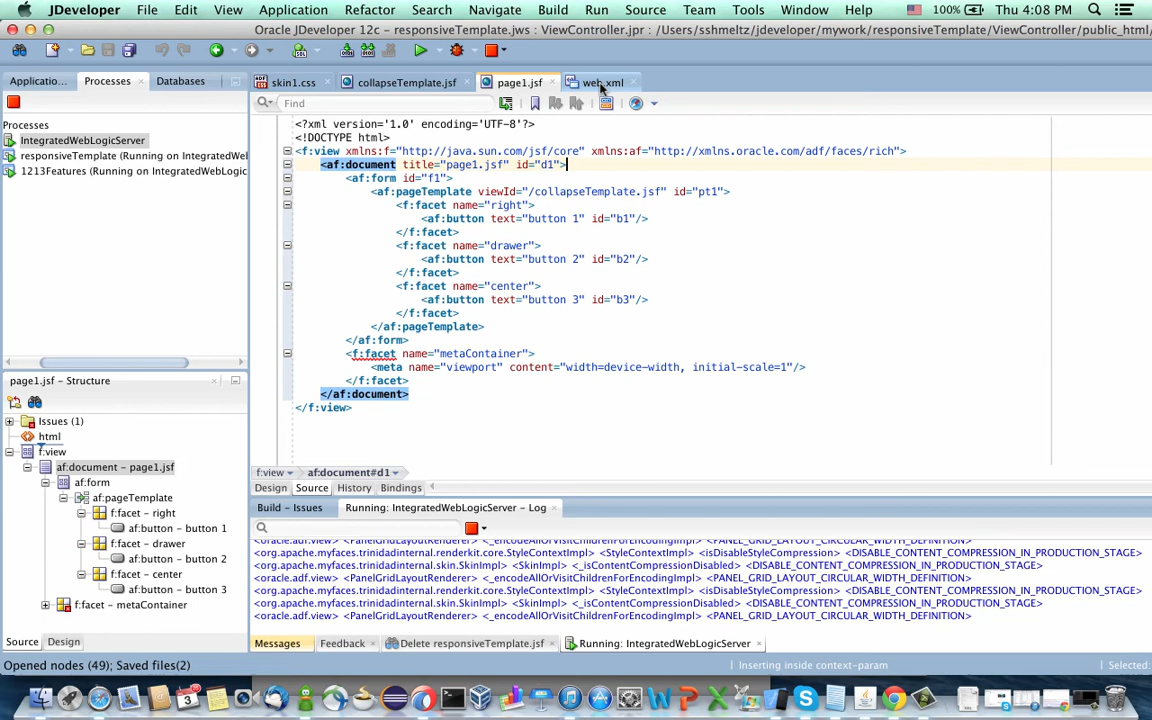 JDeveloper File Edit View Application Refactor Search Navigate Build Run Source Team Tools Window Help 100% Thu 4:08 PM
Oracle JDeveloper 12c - responsiveTemplate.jws : ViewController.jpr : /Users/sshmeltz/jdeveloper/mywork/responsiveTemplate/ViewController/public_html/
Applicatio... Processes Databases
skin1.css collapseTemplate.jsf page1.jsf web.xml
Find
Processes
IntegratedWebLogicServer
responsiveTemplate (Running on IntegratedWebL
1213Features (Running on IntegratedWebLogic
<?xml version='1.0' encoding='UTF-8'?>
<!DOCTYPE html>
<f:view xmlns:f="http://java.sun.com/jsf/core" xmlns:af="http://xmlns.oracle.com/adf/faces/rich">
<af:document title="page1.jsf" id="d1">
<af:form id="f1">
<af:pageTemplate viewId="/collapseTemplate.jsf" id="pt1">
<f:facet name="right">
<af:button text="button 1" id="b1"/>
</f:facet>
<f:facet name="drawer">
<af:button text="button 2" id="b2"/>
</f:facet>
<f:facet name="center">
<af:button text="button 3" id="b3"/>
</f:facet>
</af:pageTemplate>
</af:form>
<f:facet name="metaContainer">
<meta name="viewport" content="width=device-width, initial-scale=1"/>
</f:facet>
</af:document>
</f:view>
f:view af:document#d1
Design Source History Bindings
page1.jsf - Structure
Issues (1)
html
f:view
af:document - page1.jsf
af:form
af:pageTemplate
f:facet - right
af:button - button 1
f:facet - drawer
af:button - button 2
f:facet - center
af:button - button 3
f:facet - metaContainer
Source Design
Build - Issues Running: IntegratedWebLogicServer - Log
<oracle.adf.view> <PanelGridLayoutRenderer> <_encodeAllOrVisitChildrenForEncoding> <PANEL_GRID_LAYOUT_CIRCULAR_WIDTH_DEFINITION>
<org.apache.myfaces.trinidadinternal.renderkit.core.StyleContextImpl> <StyleContextImpl> <isDisableStyleCompression> <DISABLE_CONTENT_COMPRESSION_IN_PRODUCTION_STAGE>
<org.apache.myfaces.trinidadinternal.skin.SkinImpl> <SkinImpl> <_isContentCompressionDisabled> <DISABLE_CONTENT_COMPRESSION_IN_PRODUCTION_STAGE>
<oracle.adf.view> <PanelGridLayoutRenderer> <_encodeAllOrVisitChildrenForEncoding> <PANEL_GRID_LAYOUT_CIRCULAR_WIDTH_DEFINITION>
<org.apache.myfaces.trinidadinternal.renderkit.core.StyleContextImpl> <StyleContextImpl> <isDisableStyleCompression> <DISABLE_CONTENT_COMPRESSION_IN_PRODUCTION_STAGE>
<org.apache.myfaces.trinidadinternal.skin.SkinImpl> <SkinImpl> <_isContentCompressionDisabled> <DISABLE_CONTENT_COMPRESSION_IN_PRODUCTION_STAGE>
<oracle.adf.view> <PanelGridLayoutRenderer> <_encodeAllOrVisitChildrenForEncoding> <PANEL_GRID_LAYOUT_CIRCULAR_WIDTH_DEFINITION>
Messages Feedback Delete responsiveTemplate.jsf Running: IntegratedWebLogicServer
Opened nodes (49); Saved files(2) Inserting inside context-param Selected: